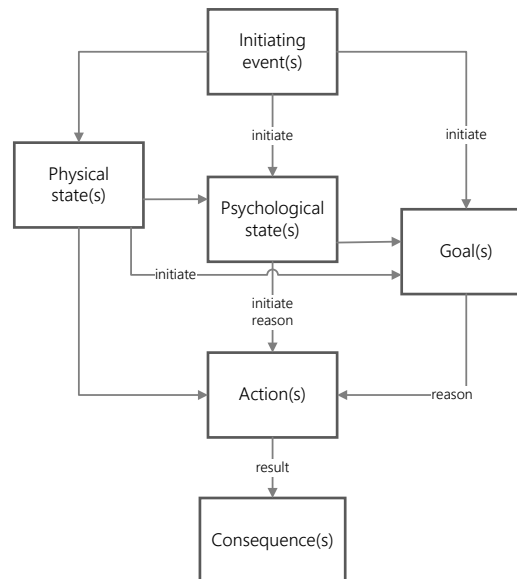 Initiating
event(s)
initiate
initiate
Physical
state(s)
Psychological
state(s)
Goal(s)
initiate
initiate
reason
Action(s)
reason
result
Consequence(s)